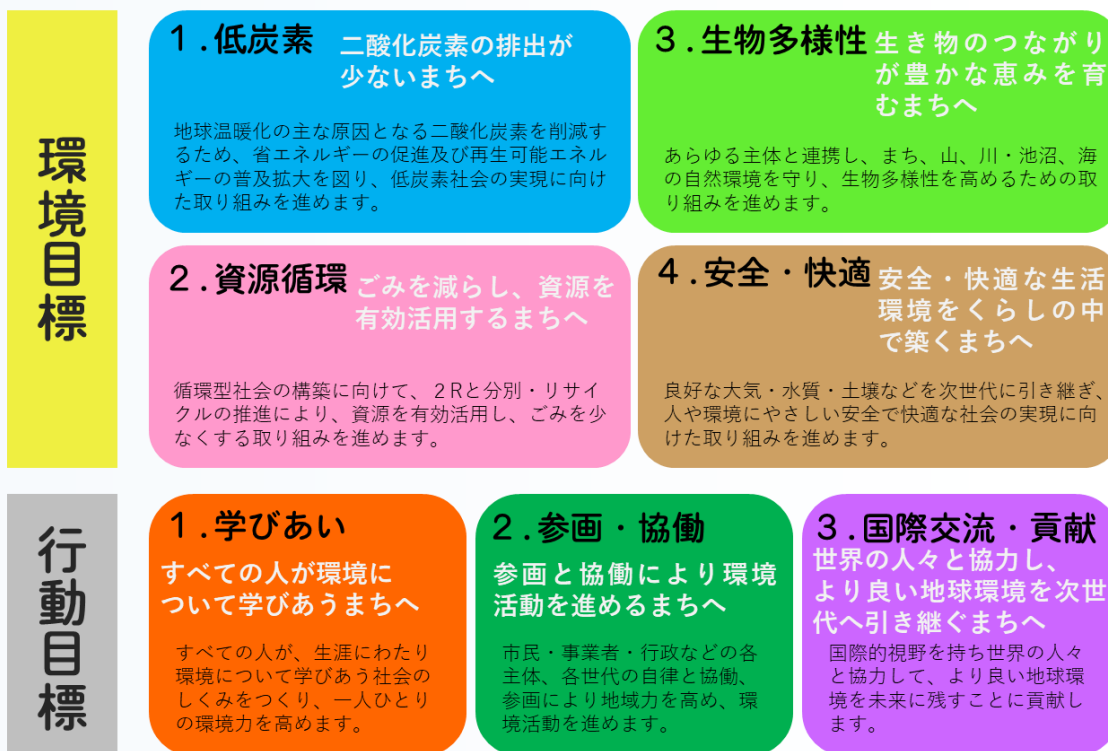 環境目標
１.低炭素
二酸化炭素の排出が
少ないまちへ
地球温暖化の主な原因となる二酸化炭素を削減す
るため、省エネルギーの促進及び再生可能エネル
ギーの普及拡大を図り、低炭素社会の実現に向け
た取り組みを進めます。
２.資源循環
ごみを減らし、資源を
有効活用するまちへ
循環型社会の構築に向けて、２Rと分別・リサイ
クルの推進により、資源を有効活用し、ごみを少
なくする取り組みを進めます。
３.生物多様性
生き物のつながり
が豊かな恵みを育
むまちへ
あらゆる主体と連携し、まち、山、川・池沼、海
の自然環境を守り、生物多様性を高めるための取
り組みを進めます。
４.安全・快適
安全・快適な生活
環境をくらしの中
で築くまちへ
良好な大気・水質・土壌などを次世代に引き継ぎ、
人や環境にやさしい安全で快適な社会の実現に向
けた取り組みを進めます。
行動目標
１.学びあい
すべての人が環境に
ついて学びあうまちへ
すべての人が、生涯にわたり
環境について学びあう社会の
しくみをつくり、一人ひとり
の環境力を高めます。
２.参画・協働
参画と協働により環境
活動を進めるまちへ
市民・事業者・行政などの各
主体、各世代の自律と協働、
参画により地域力を高め、環
境活動を進めます。
３.国際交流・貢献
世界の人々と協力し、
より良い地球環境を次世
代へ引き継ぐまちへ
国際的視野を持ち世界の人々
と協力して、より良い地球環
境を未来に残すことに貢献し
ます。